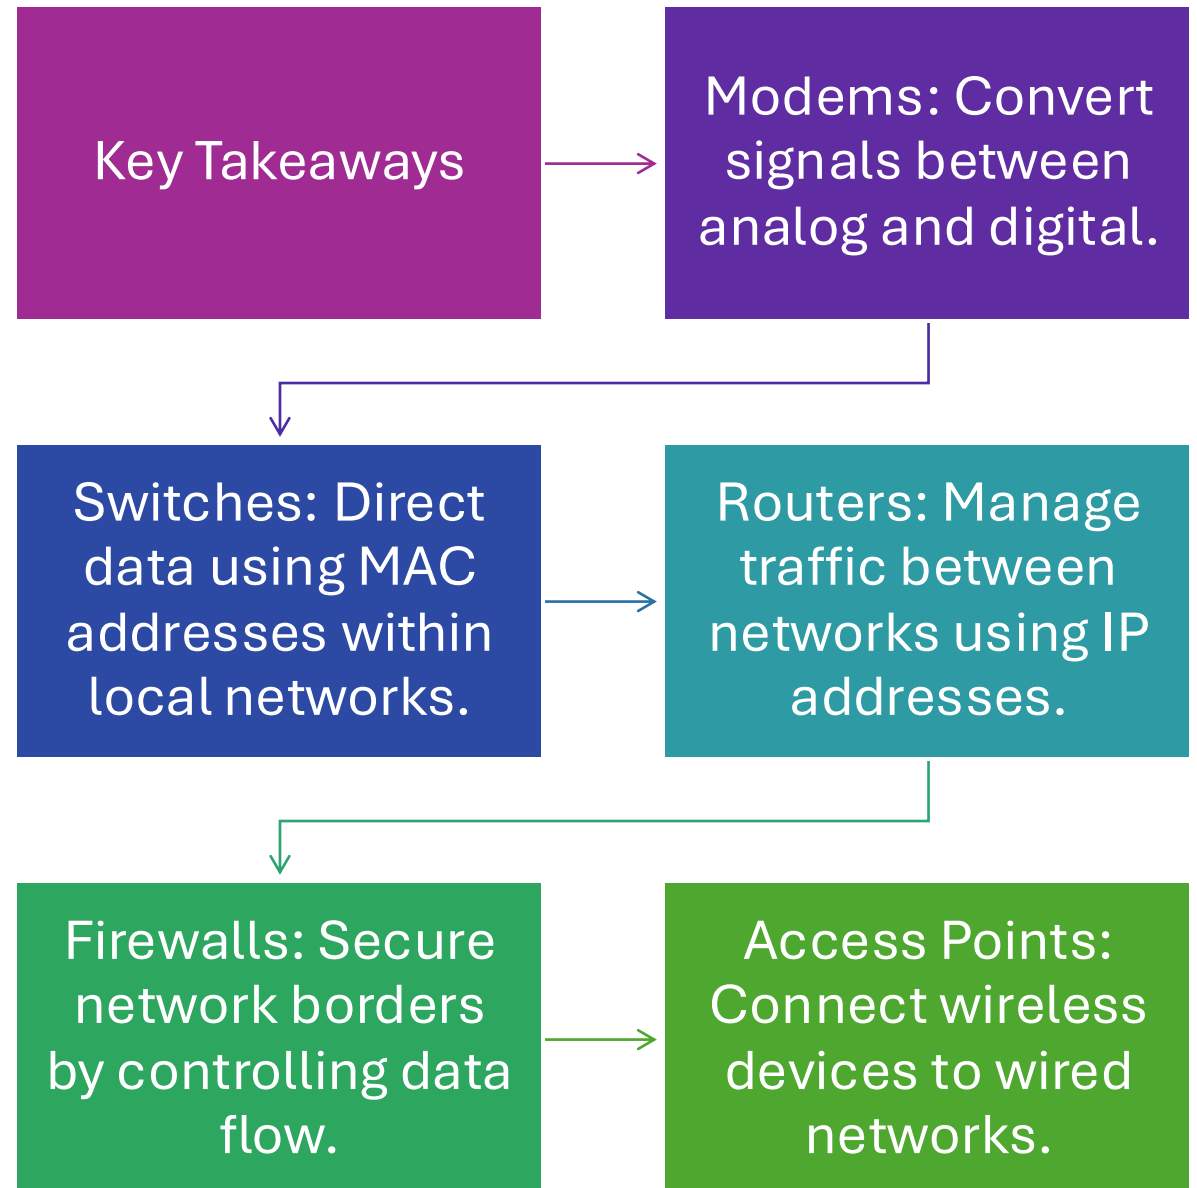 Key Takeaways
Modems: Convert
signals between
analog and digital.
Switches: Direct
data using MAC
addresses within
local networks.
Routers: Manage
traffic between
networks using IP
addresses.
Firewalls: Secure
network borders
by controlling data
flow.
Access Points:
Connect wireless
devices to wired
networks.